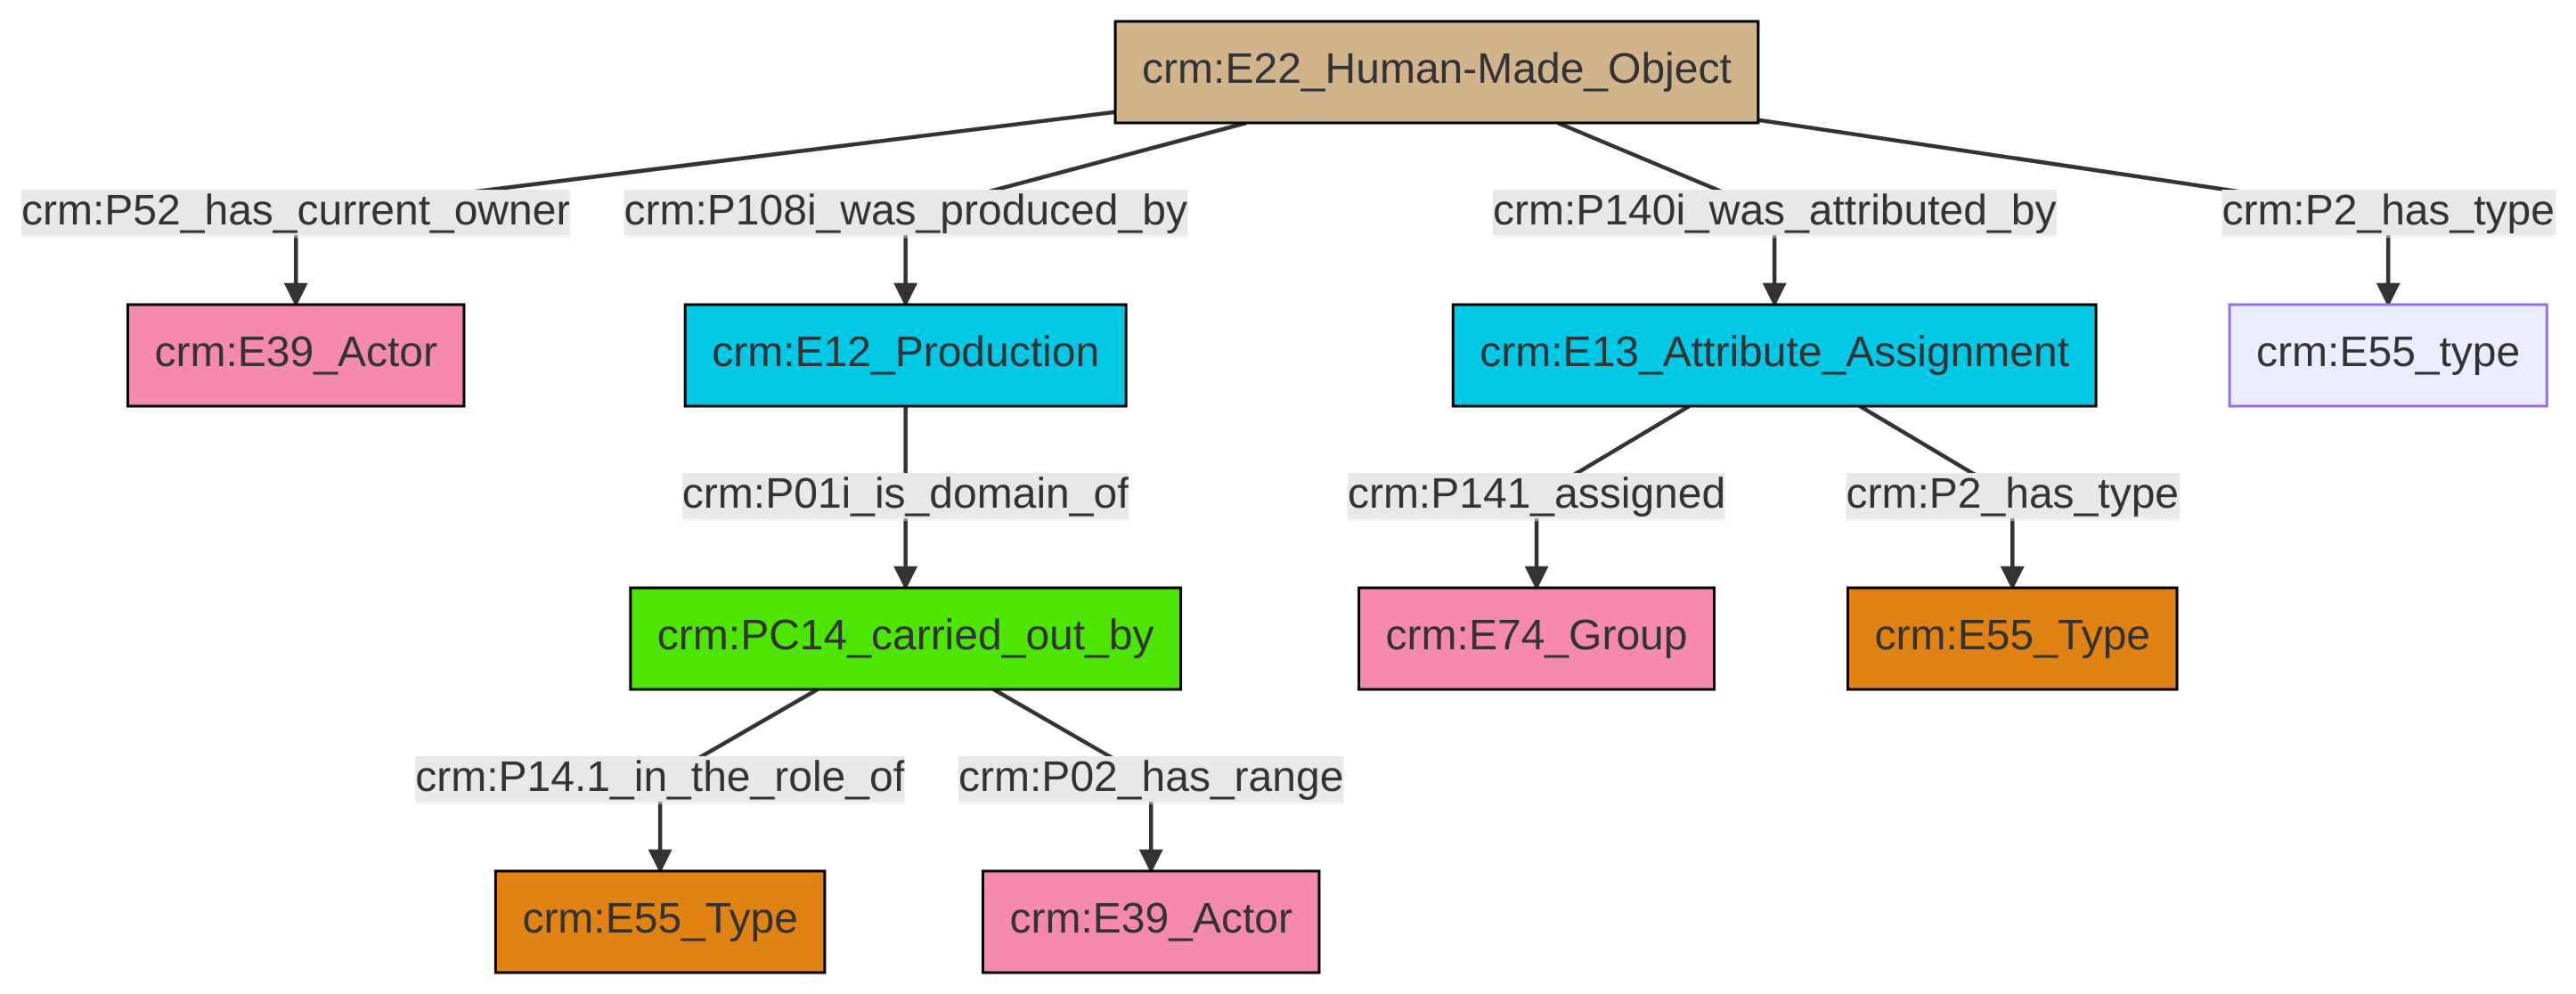 crm:E22_Human-Made_Object
crm:P52_has_current_owner
crm:P108i_was_produced_by
crm:P140i_was_attributed_by
crm:P2_has_type
crm:E39_Actor
crm:E12_Production
crm:E13_Attribute_Assignment
crm:E55_type
crm:P01i_is_domain_of
crm:P141_assigned
crm:P2_has_type
crm:PC14_carried_out_by
crm:E74_Group
crm:E55_Type
crm:P14.1_in_the_role_of
crm:P02_has_range
crm:E55_Type
crm:E39_Actor